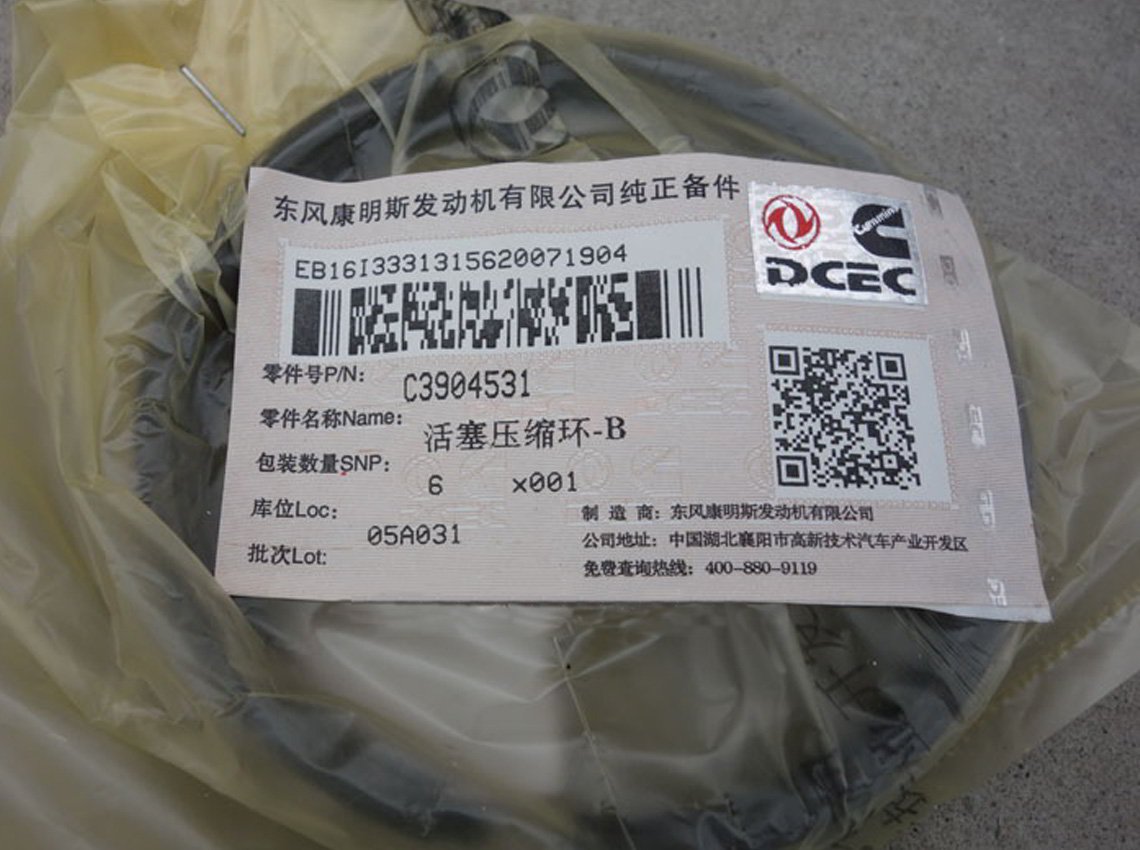 东风康明斯发动机有限公司纯正备件
EB16I3331315620071904
Cummins
DCEC
零件号P/N: C3904531
零件名称Name: 活塞压缩环-B
包装数量SNP: 6 x001
库位Loc: 05A031
批次Lot:
制 造 商: 东风康明斯发动机有限公司
公司地址: 中国湖北襄阳市高新技术汽车产业开发区
免费查询热线: 400-880-9119